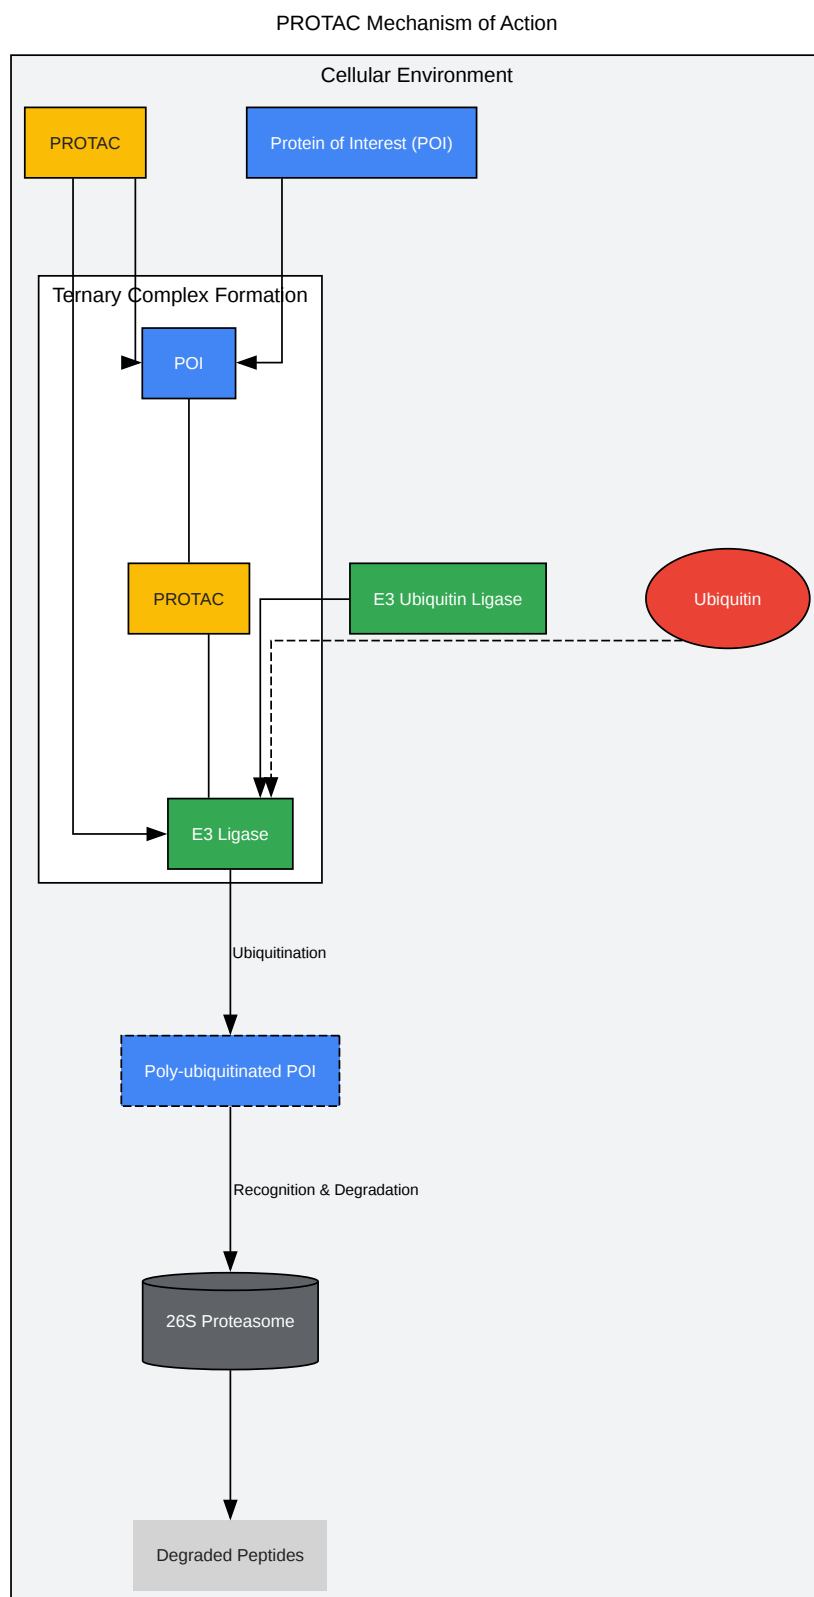 PROTAC Mechanism of Action
Cellular Environment
PROTAC
Protein of Interest (POI)
Ternary Complex Formation
POI
PROTAC
E3 Ubiquitin Ligase
Ubiquitin
E3 Ligase
Ubiquitination
Poly-ubiquitinated POI
Recognition & Degradation
26S Proteasome
Degraded Peptides